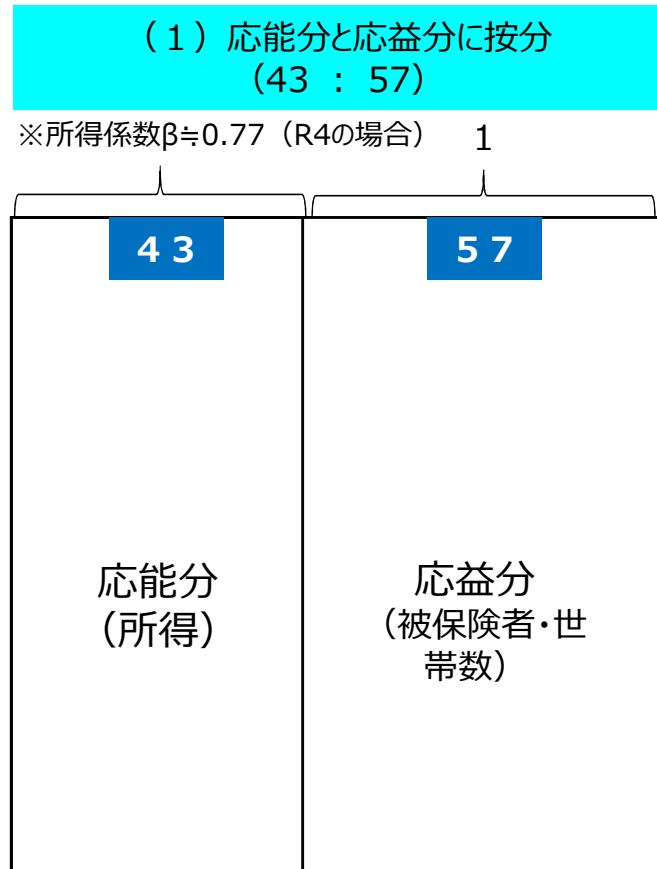 （１）応能分と応益分に按分
（43 ： 57）
※所得係数β≒0.77（R4の場合）
1
４３
５７
応能分
（所得）
応益分
（被保険者・世
帯数）